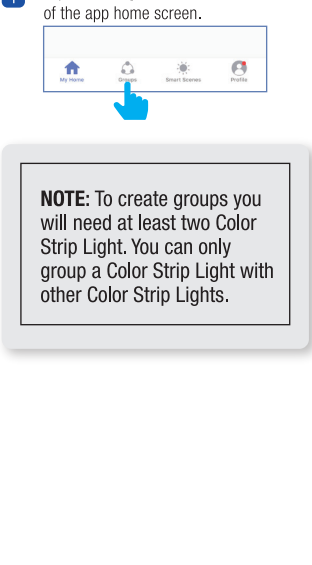 of the app home screen.
My Home Groups Smart Scenes Profile
NOTE: To create groups you
will need at least two Color
Strip Light. You can only
group a Color Strip Light with
other Color Strip Lights.